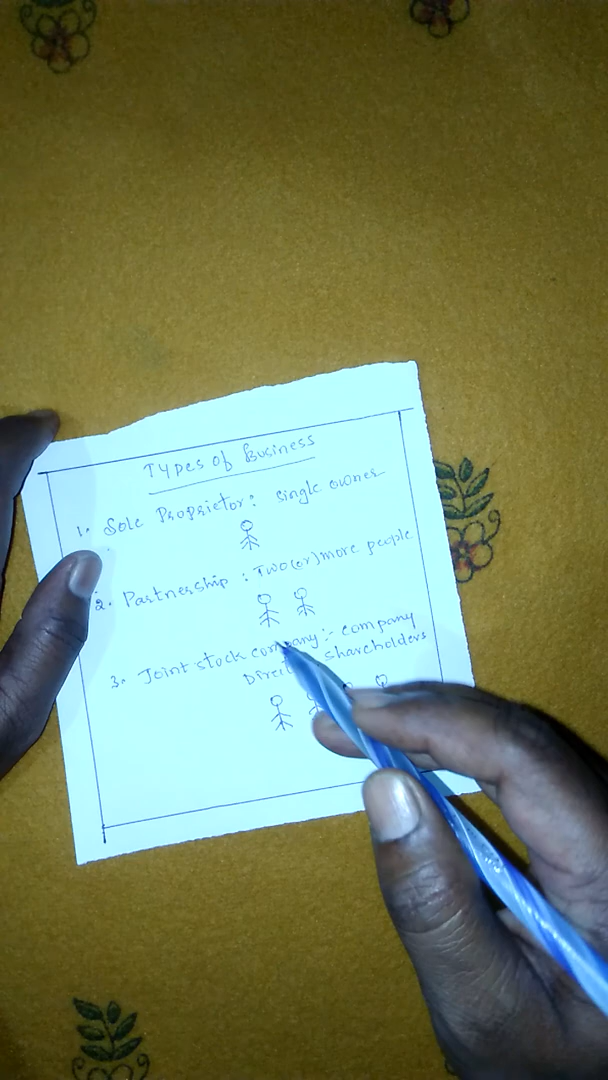 Types of Business
1. Sole Proprietor: single owner
2. Partnership : Two(or)more people
3. Joint stock company:- company
shareholders